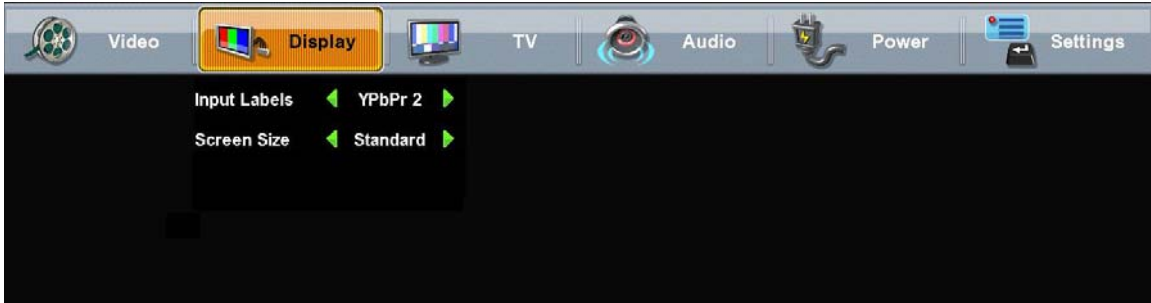 Video Display TV Audio Power Settings
Input Labels YPbPr 2
Screen Size Standard